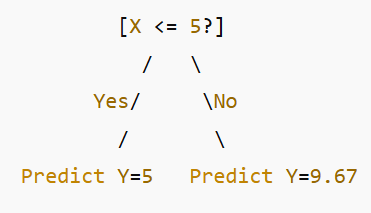 [X <= 5?]
/ \
Yes/ \No
/ \
Predict Y=5 Predict Y=9.67